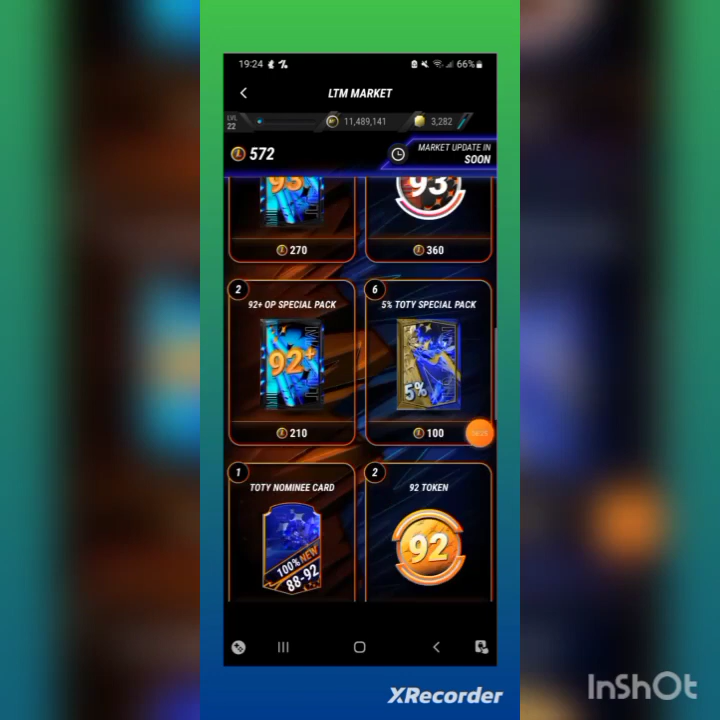 19:24
66%
LTM MARKET
LVL
22
11,489,141
3,282
572
MARKET UPDATE IN
SOON
93
93
270
360
2
92+ OP SPECIAL PACK
6
5% TOTY SPECIAL PACK
92+
5%
210
100
1
TOTY NOMINEE CARD
2
92 TOKEN
100% NEW
88-92
92
XRecorder
InShOt